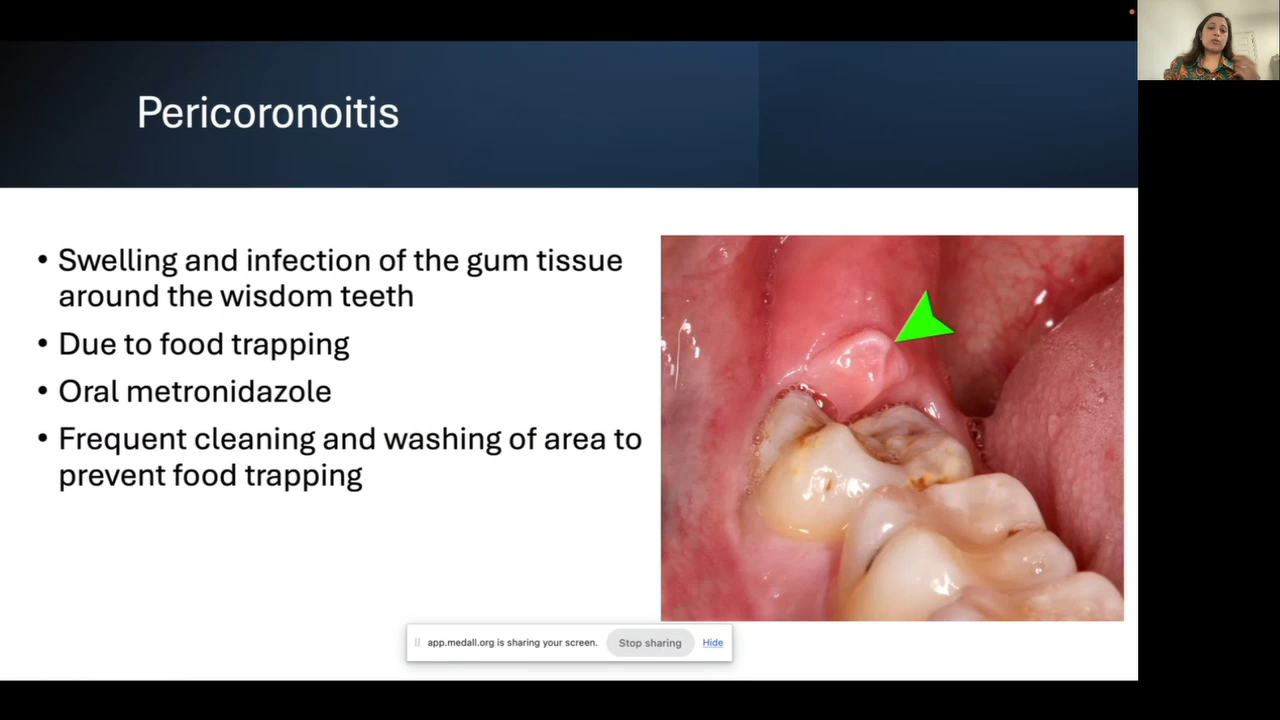 Pericoronoitis
• Swelling and infection of the gum tissue
around the wisdom teeth
• Due to food trapping
• Oral metronidazole
• Frequent cleaning and washing of area to
prevent food trapping
app.medall.org is sharing your screen. Stop sharing Hide